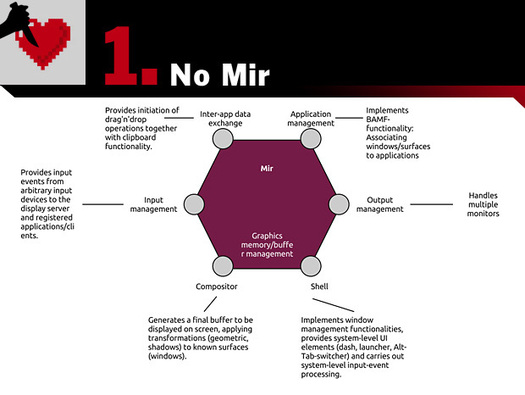 1. No Mir
Provides initiation of
drag'n'drop
operations together
with clipboard
functionality.
Inter-app data
exchange
Application
management
Implements
BAMF-
functionality:
Associating
windows/surfaces
to applications
Mir
Provides input
events from
arbitrary input
devices to the
display server
and registered
applications/cli
ents.
Input
management
Output
management
Handles
multiple
monitors
Graphics
memory/buffe
r management
Compositor
Shell
Generates a final buffer to be
displayed on screen, applying
transformations (geometric,
shadows) to known surfaces
(windows).
Implements window
management functionalities,
provides system-level UI
elements (dash, launcher, Alt-
Tab-switcher) and carries out
system-level input-event
processing.